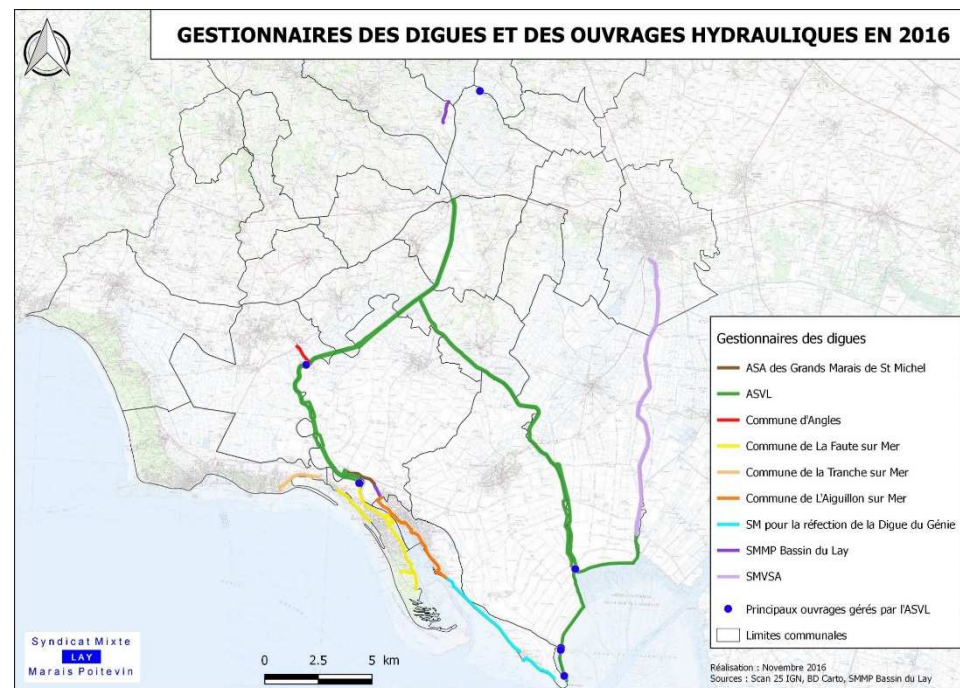 GESTIONNAIRES DES DIGUES ET DES OUVRAGES HYDRAULIQUES EN 2016
Gestionnaires des digues
ASA des Grands Marais de St Michel
ASVL
Commune d'Angles
Commune de La Faute sur Mer
Commune de la Tranche sur Mer
Commune de L'Aiguillon sur Mer
SM pour la réfection de la Digue du Génie
SMMP Bassin du Lay
SMVSA
Principaux ouvrages gérés par l'ASVL
Limites communales
Syndicat Mixte
LAY
Marais Poitevin
0 2.5 5 km
Réalisation : Novembre 2016
Sources : Scan 25 IGN, BD Carto, SMMP Bassin du Lay